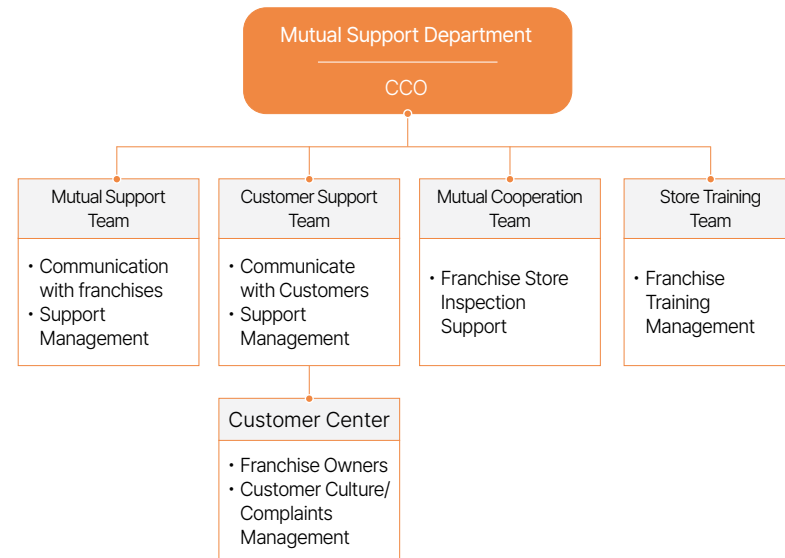 Mutual Support Department
CCO
Mutual Support
Team
・Communication
with franchises
・Support
Management
Customer Support
Team
・Communicate
with Customers
・Support
Management
Mutual Cooperation
Team
・Franchise Store
Inspection
Support
Store Training
Team
・Franchise
Training
Management
Customer Center
・Franchise Owners
・Customer Culture/
Complaints
Management